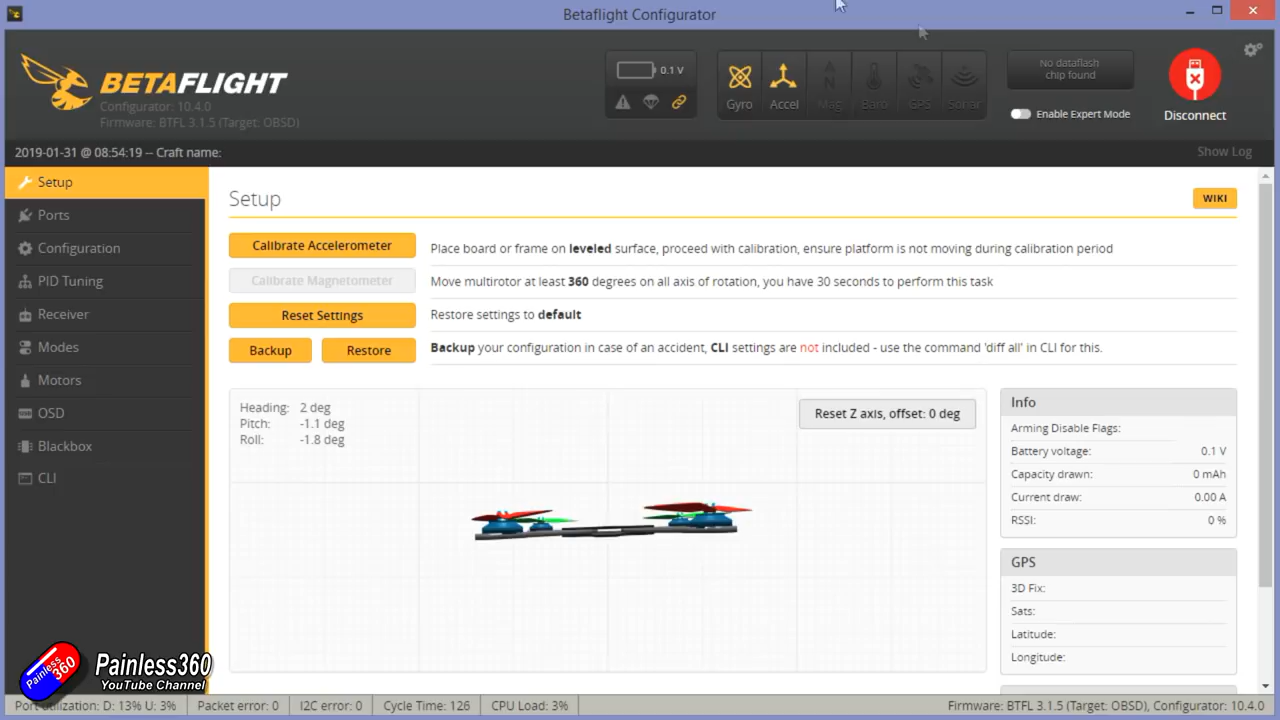 Betaflight Configurator
BETAFLIGHT
Configurator: 10.4.0
Firmware: BTFL 3.1.5 (Target: OBSD)
0.1 V
Gyro
Accel
Mag
Baro
GPS
Sonar
No dataflash
chip found
Enable Expert Mode
Disconnect
2019-01-31 @ 08:54:19 -- Craft name:
Show Log
Setup
Ports
Configuration
PID Tuning
Receiver
Modes
Motors
OSD
Blackbox
CLI
Setup
WIKI
Calibrate Accelerometer
Place board or frame on leveled surface, proceed with calibration, ensure platform is not moving during calibration period
Calibrate Magnetometer
Move multirotor at least 360 degrees on all axis of rotation, you have 30 seconds to perform this task
Reset Settings
Restore settings to default
Backup
Restore
Backup your configuration in case of an accident, CLI settings are not included - use the command 'diff all' in CLI for this.
Heading: 2 deg
Pitch: -1.1 deg
Roll: -1.8 deg
Reset Z axis, offset: 0 deg
Info
Arming Disable Flags:
Battery voltage: 0.1 V
Capacity drawn: 0 mAh
Current draw: 0.00 A
RSSI: 0 %
GPS
3D Fix:
Sats:
Latitude:
Longitude:
Painless360
Painless360
YouTube Channel
Port utilization: D: 13% U: 3%
Packet error: 0
I2C error: 0
Cycle Time: 126
CPU Load: 3%
Firmware: BTFL 3.1.5 (Target: OBSD), Configurator: 10.4.0